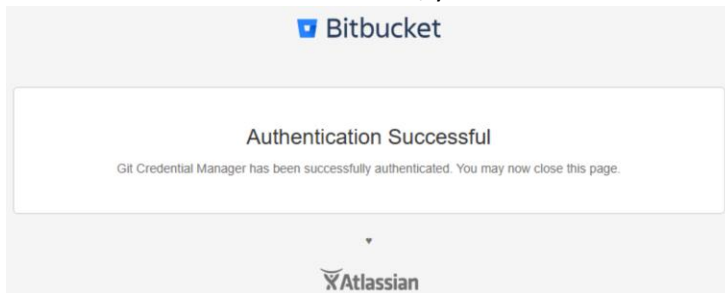 Bitbucket
Authentication Successful
Git Credential Manager has been successfully authenticated. You may now close this page.
♥
Atlassian